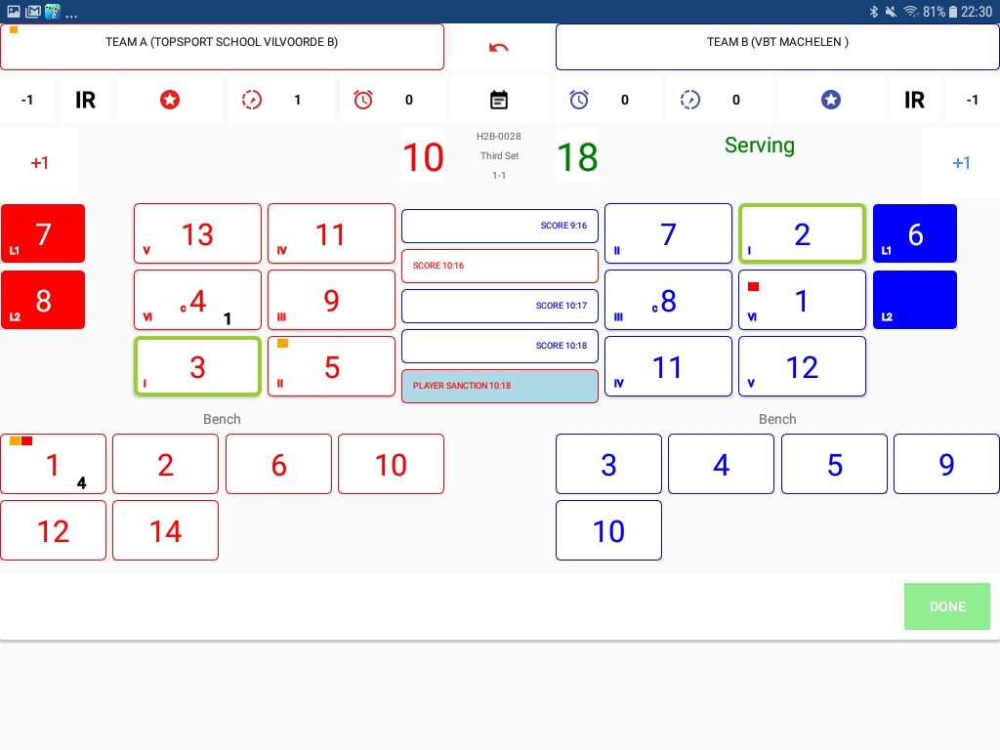 ... 81% 22:30
TEAM A (TOPSPORT SCHOOL VILVOORDE B) TEAM B (VBT MACHELEN )
-1 IR 1 0 0 0 IR -1
+1 10 H2B-0028 18 Serving +1
Third Set
1-1
7 L1 13 V 11 IV SCORE 9:16 7 II 2 I 6 L1
SCORE 10:16
8 L2 c 4 VI 1 9 III SCORE 10:17 c 8 III 1 VI L2
SCORE 10:18
3 I 5 II PLAYER SANCTION 10:18 11 IV 12 V
Bench Bench
1 4 2 6 10 3 4 5 9
12 14 10
DONE